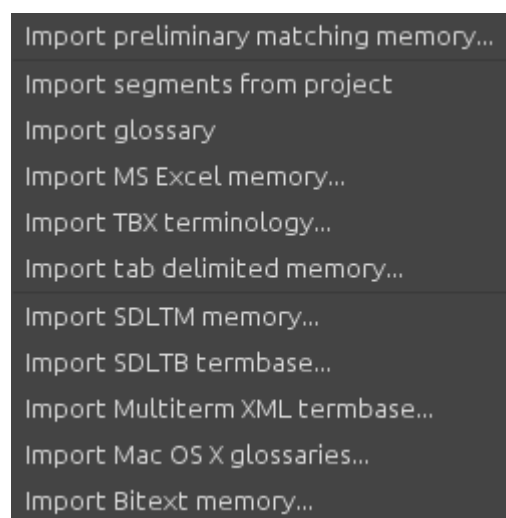 Import preliminary matching memory...
Import segments from project
Import glossary
Import MS Excel memory...
Import TBX terminology...
Import tab delimited memory...
Import SDLTM memory...
Import SDLTB termbase...
Import Multiterm XML termbase...
Import Mac OS X glossaries...
Import Bitext memory...